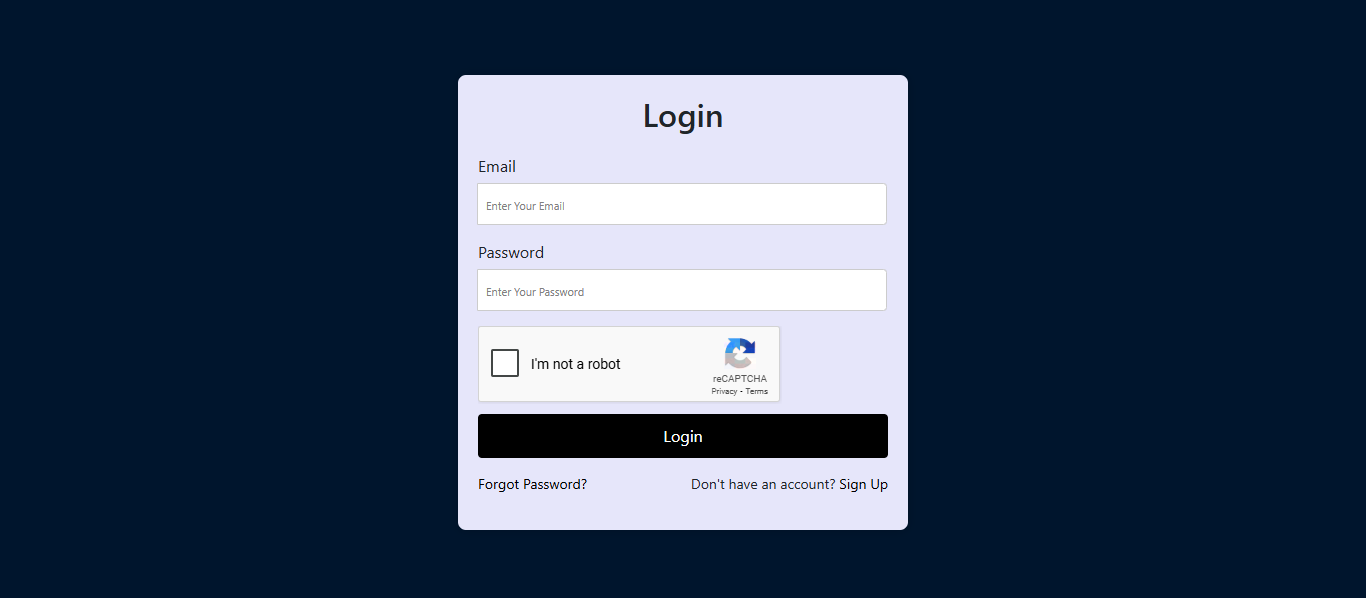 Login
Email
Enter Your Email
Password
Enter Your Password
I'm not a robot
reCAPTCHA
Privacy - Terms
Login
Forgot Password? Don't have an account? Sign Up